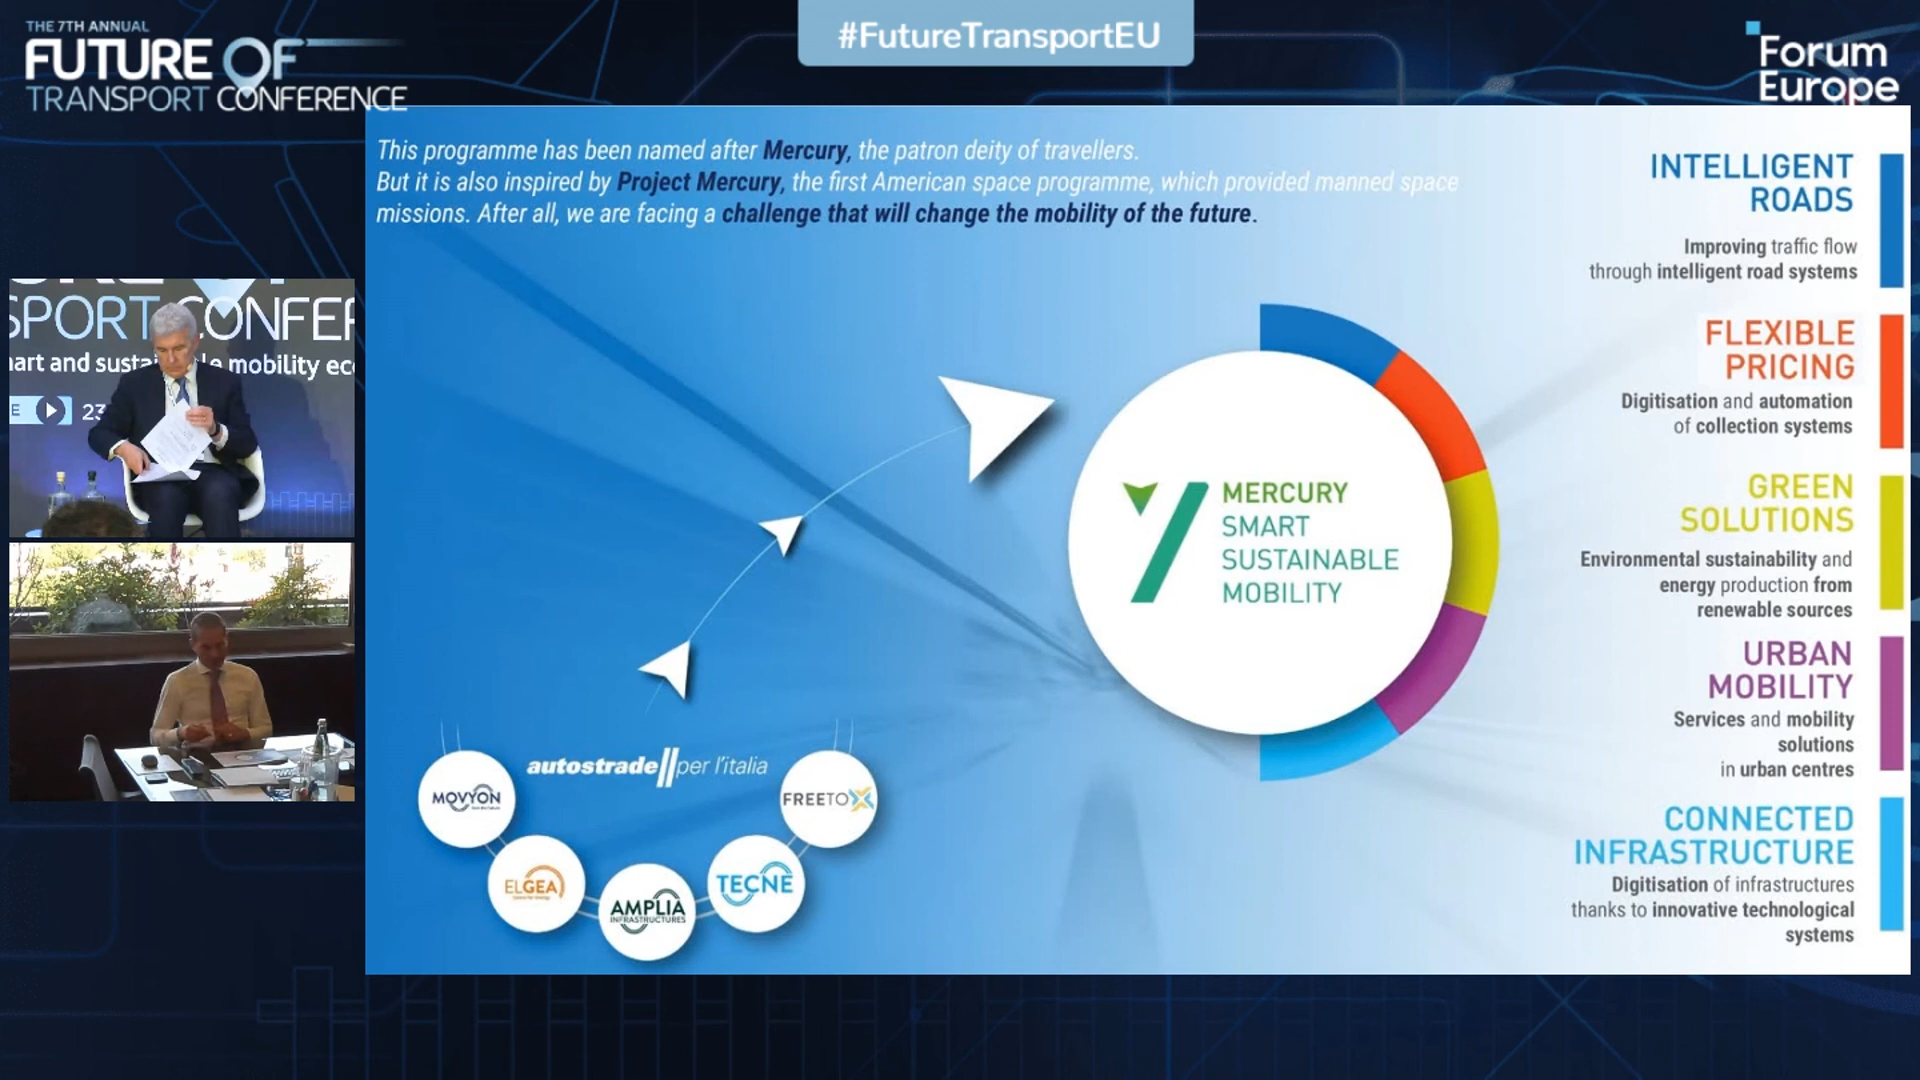 THE 7TH ANNUAL
FUTURE OF
TRANSPORT CONFERENCE
#FutureTransportEU
Forum
Europe
This programme has been named after Mercury, the patron deity of travellers.
But it is also inspired by Project Mercury, the first American space programme, which provided manned space
missions. After all, we are facing a challenge that will change the mobility of the future.
SPORT CONFER
mobility ec
23
MERCURY
SMART
SUSTAINABLE
MOBILITY
autostrade//per l'italia
MOVYON
ELGEA
AMPLIA
INFRASTRUCTURES
TECNE
FREETOX
INTELLIGENT
ROADS
Improving traffic flow
through intelligent road systems
FLEXIBLE
PRICING
Digitisation and automation
of collection systems
GREEN
SOLUTIONS
Environmental sustainability and
energy production from
renewable sources
URBAN
MOBILITY
Services and mobility
solutions
in urban centres
CONNECTED
INFRASTRUCTURE
Digitisation of infrastructures
thanks to innovative technological
systems